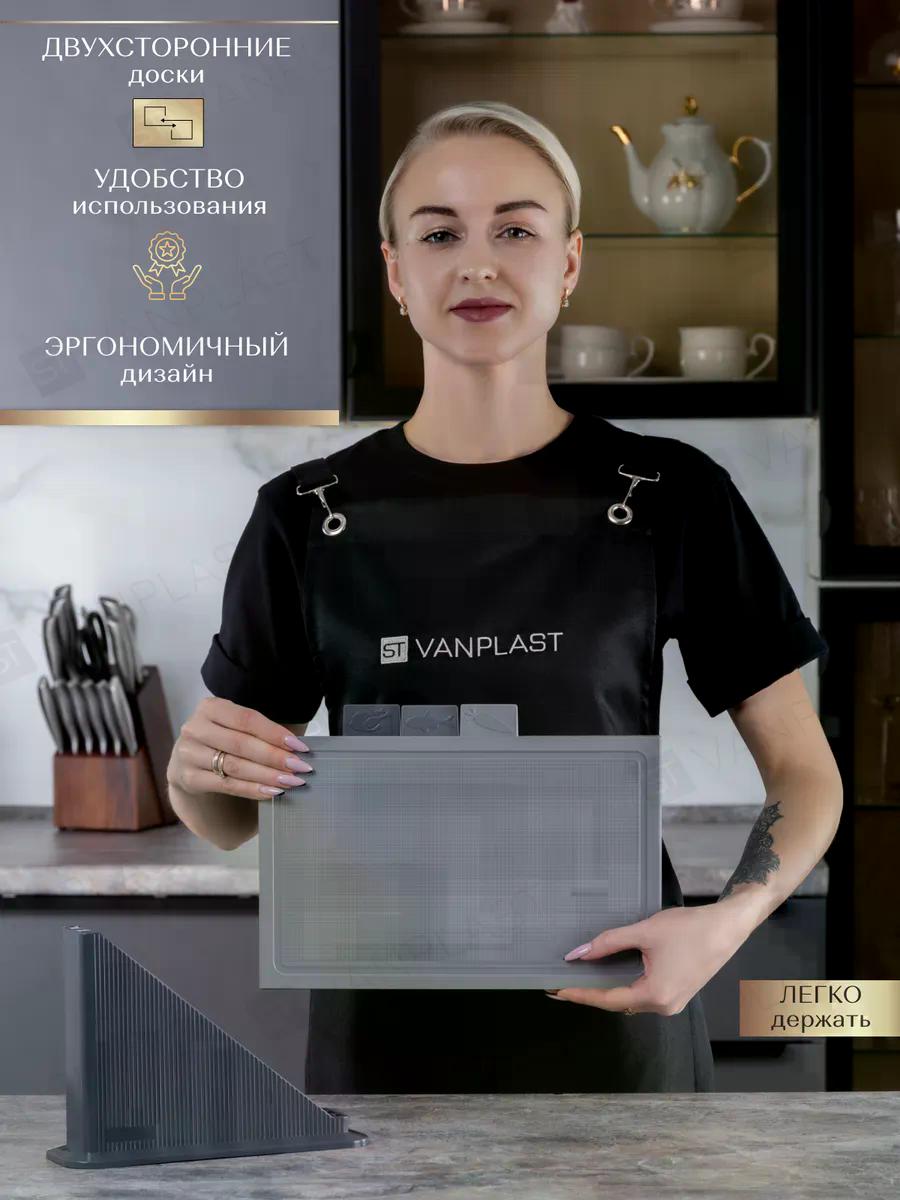 ДВУХСТОРОННИЕ
доски
УДОБСТВО
использования
ЭРГОНОМИЧНЫЙ
дизайн
ST VANPLAST
ЛЕГКО
держать